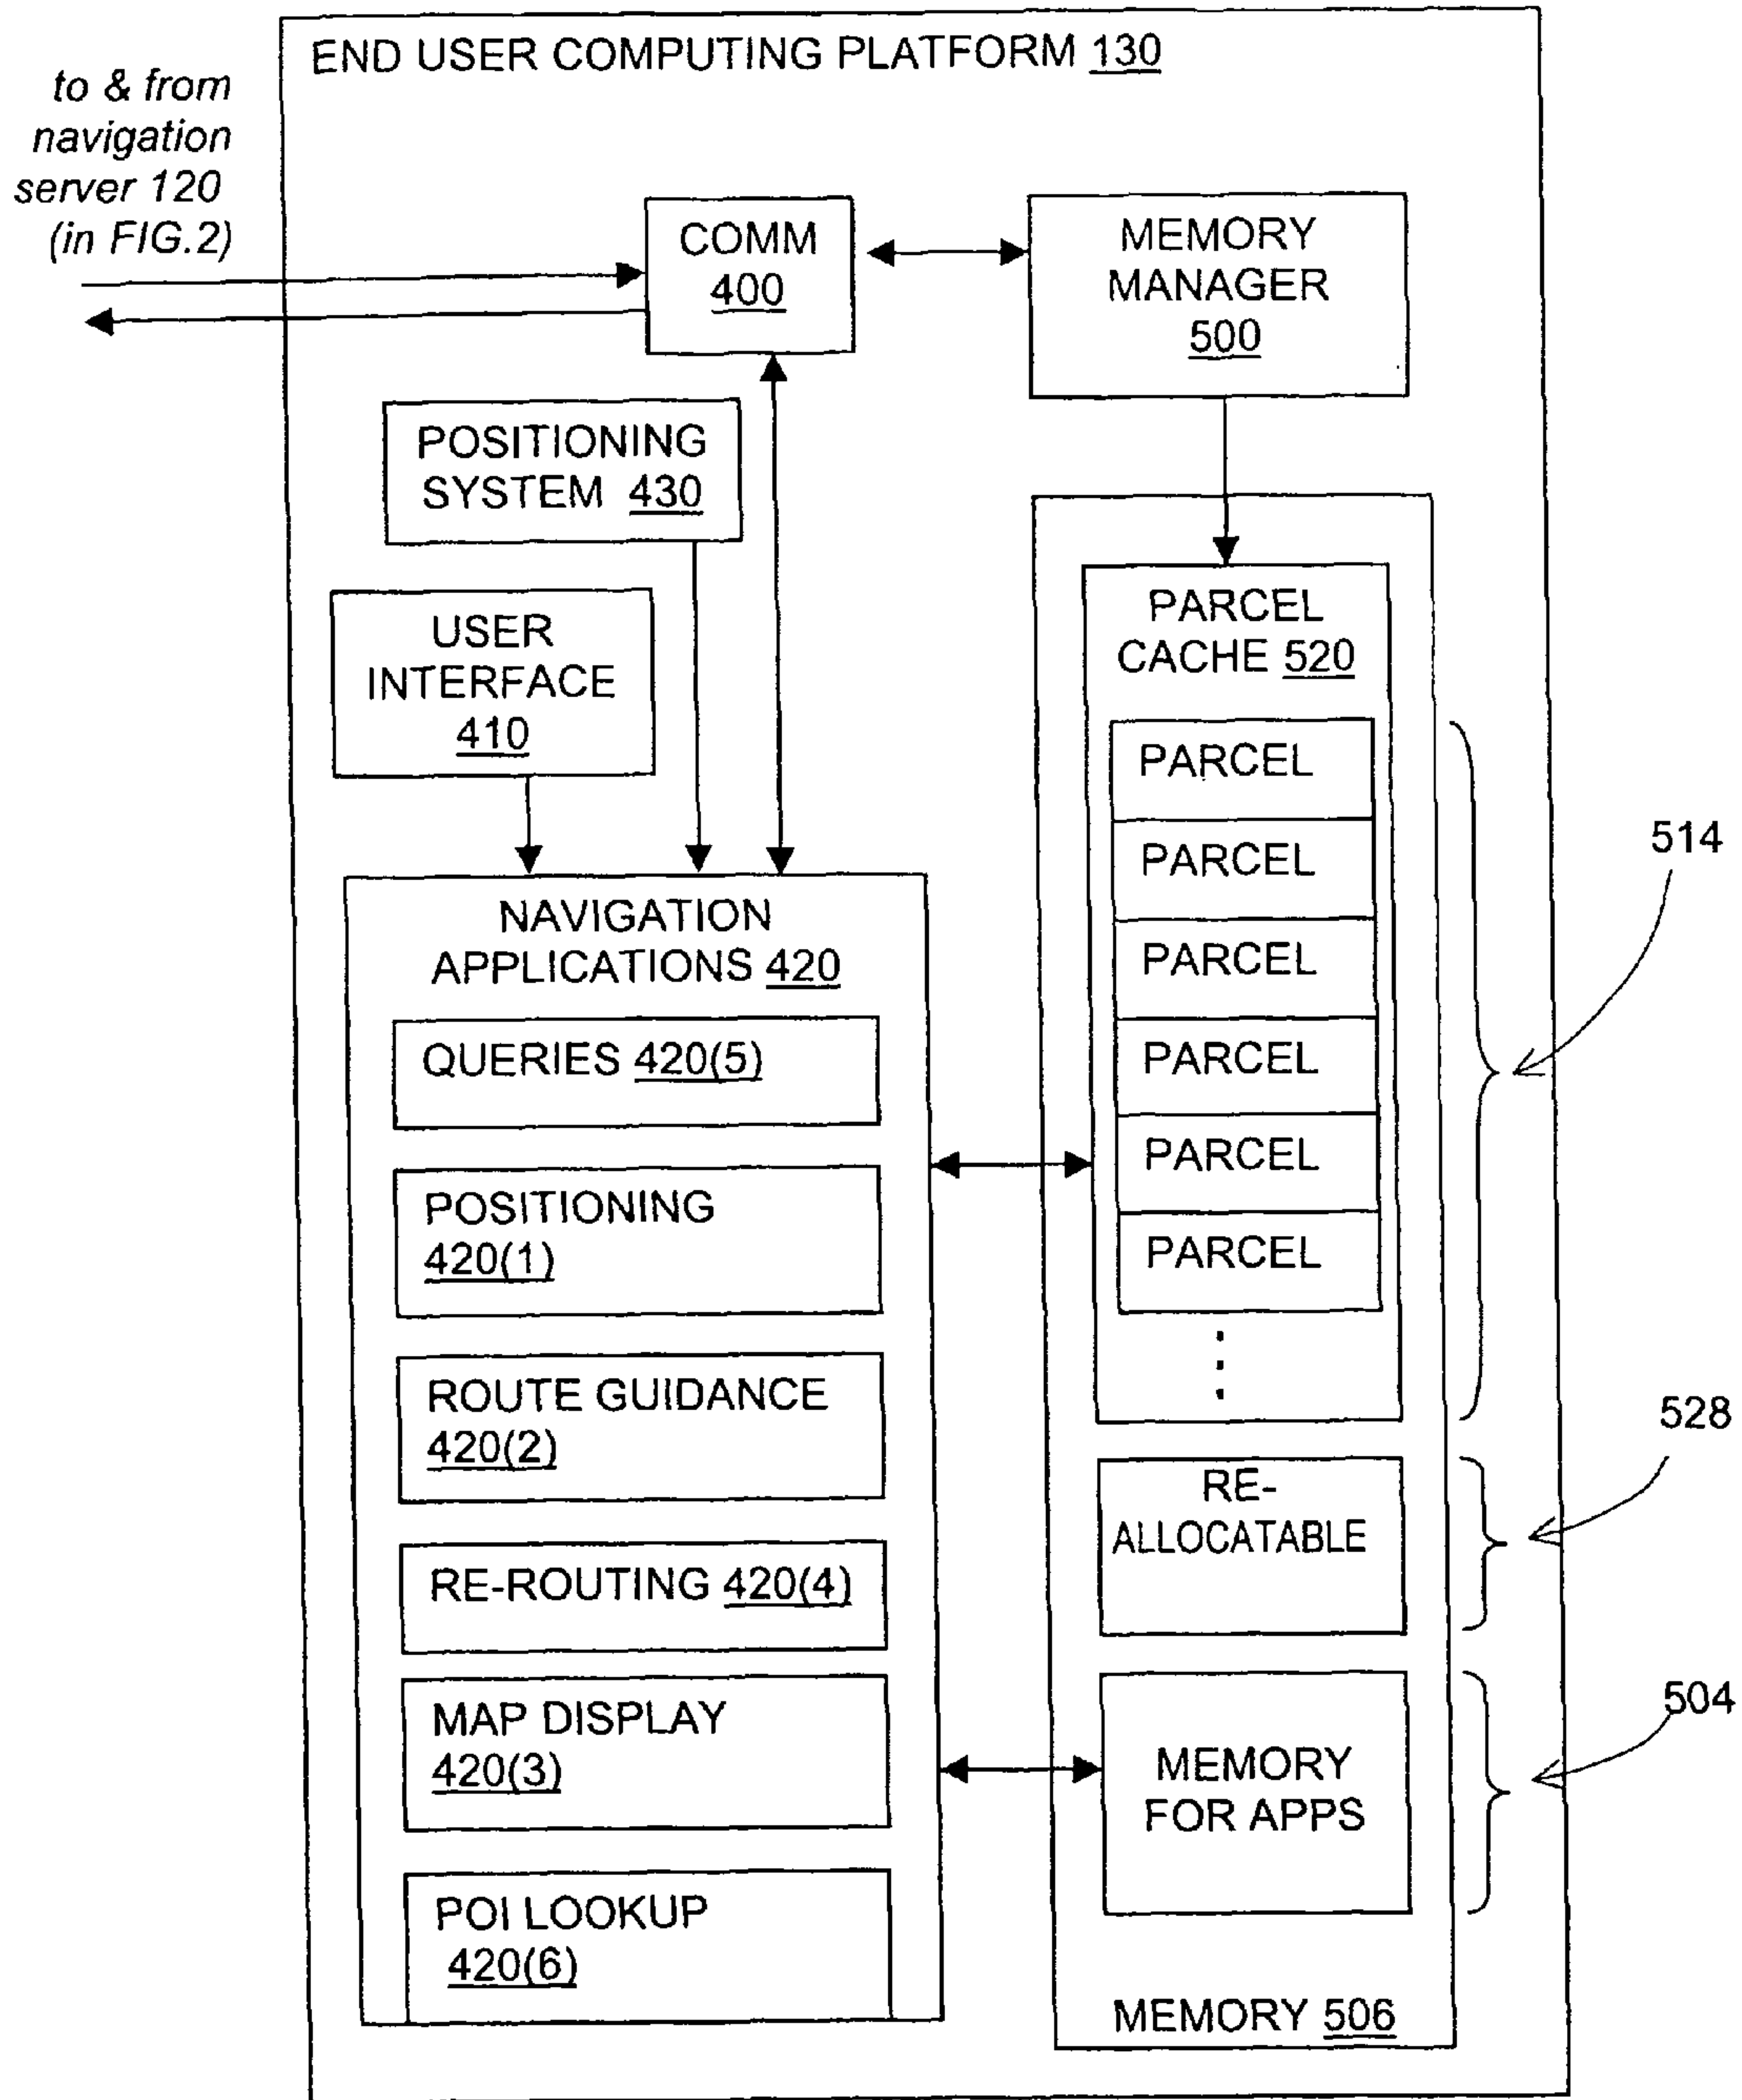 END USER COMPUTING PLATFORM 130
to & from
navigation
server 120
(in FIG.2)
COMM
400
MEMORY
MANAGER
500
POSITIONING
SYSTEM 430
USER
INTERFACE
410
PARCEL
CACHE 520
PARCEL
PARCEL
PARCEL
PARCEL
PARCEL
PARCEL
514
NAVIGATION
APPLICATIONS 420
QUERIES 420(5)
POSITIONING
420(1)
ROUTE GUIDANCE
420(2)
RE-ROUTING 420(4)
MAP DISPLAY
420(3)
POI LOOKUP
420(6)
RE-
ALLOCATABLE
528
MEMORY
FOR APPS
504
MEMORY 506